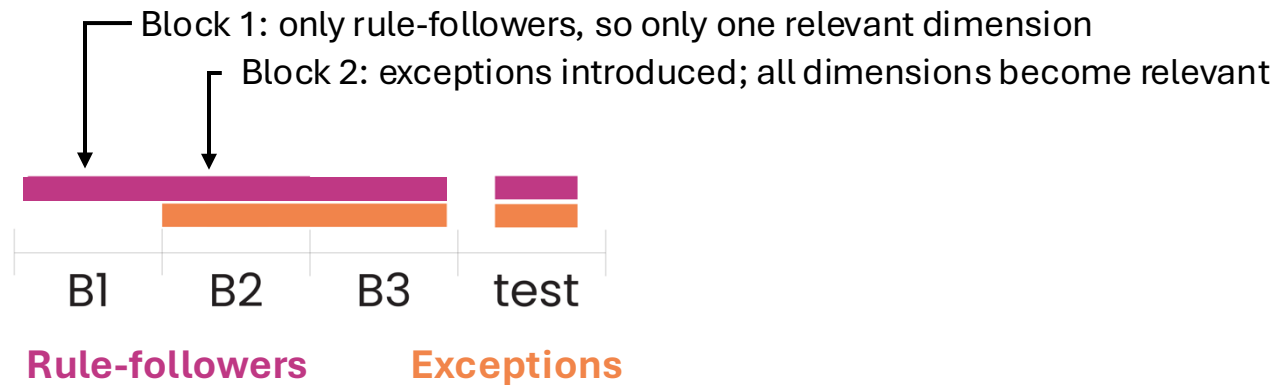 Block 1: only rule-followers, so only one relevant dimension
Block 2: exceptions introduced; all dimensions become relevant
B1 B2 B3 test
Rule-followers Exceptions